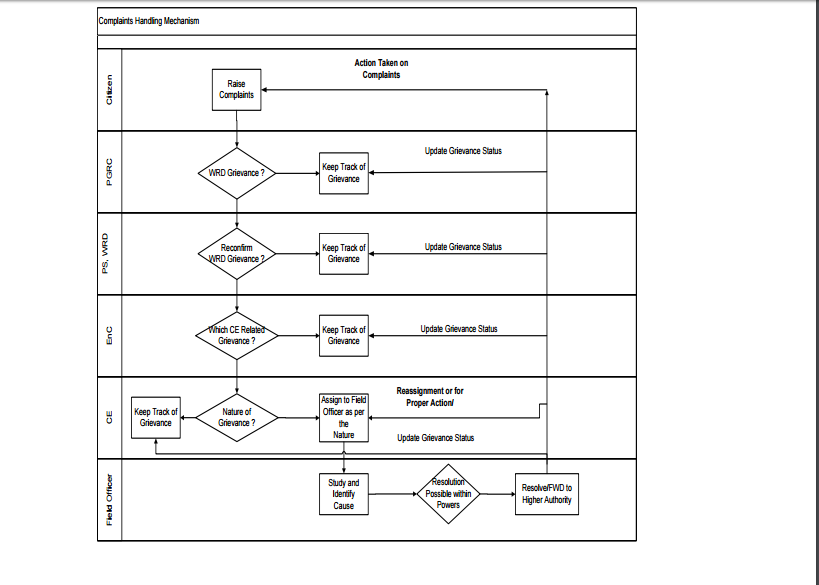 Complaints Handling Mechanism
Citizen
Action Taken on
Complaints
Raise
Complaints
PGRC
WRD Grievance ?
Keep Track of
Grievance
Update Grievance Status
PS, WRD
Reconfirm
WRD Grievance ?
Keep Track of
Grievance
Update Grievance Status
EnC
Which CE Related
Grievance ?
Keep Track of
Grievance
Update Grievance Status
CE
Keep Track of
Grievance
Nature of
Grievance ?
Assign to Field
Officer as per
the
Nature
Reassignment or for
Proper Action/
Update Grievance Status
Field Officer
Study and
Identify
Cause
Resolution
Possible within
Powers
Resolve/FWD to
Higher Authority